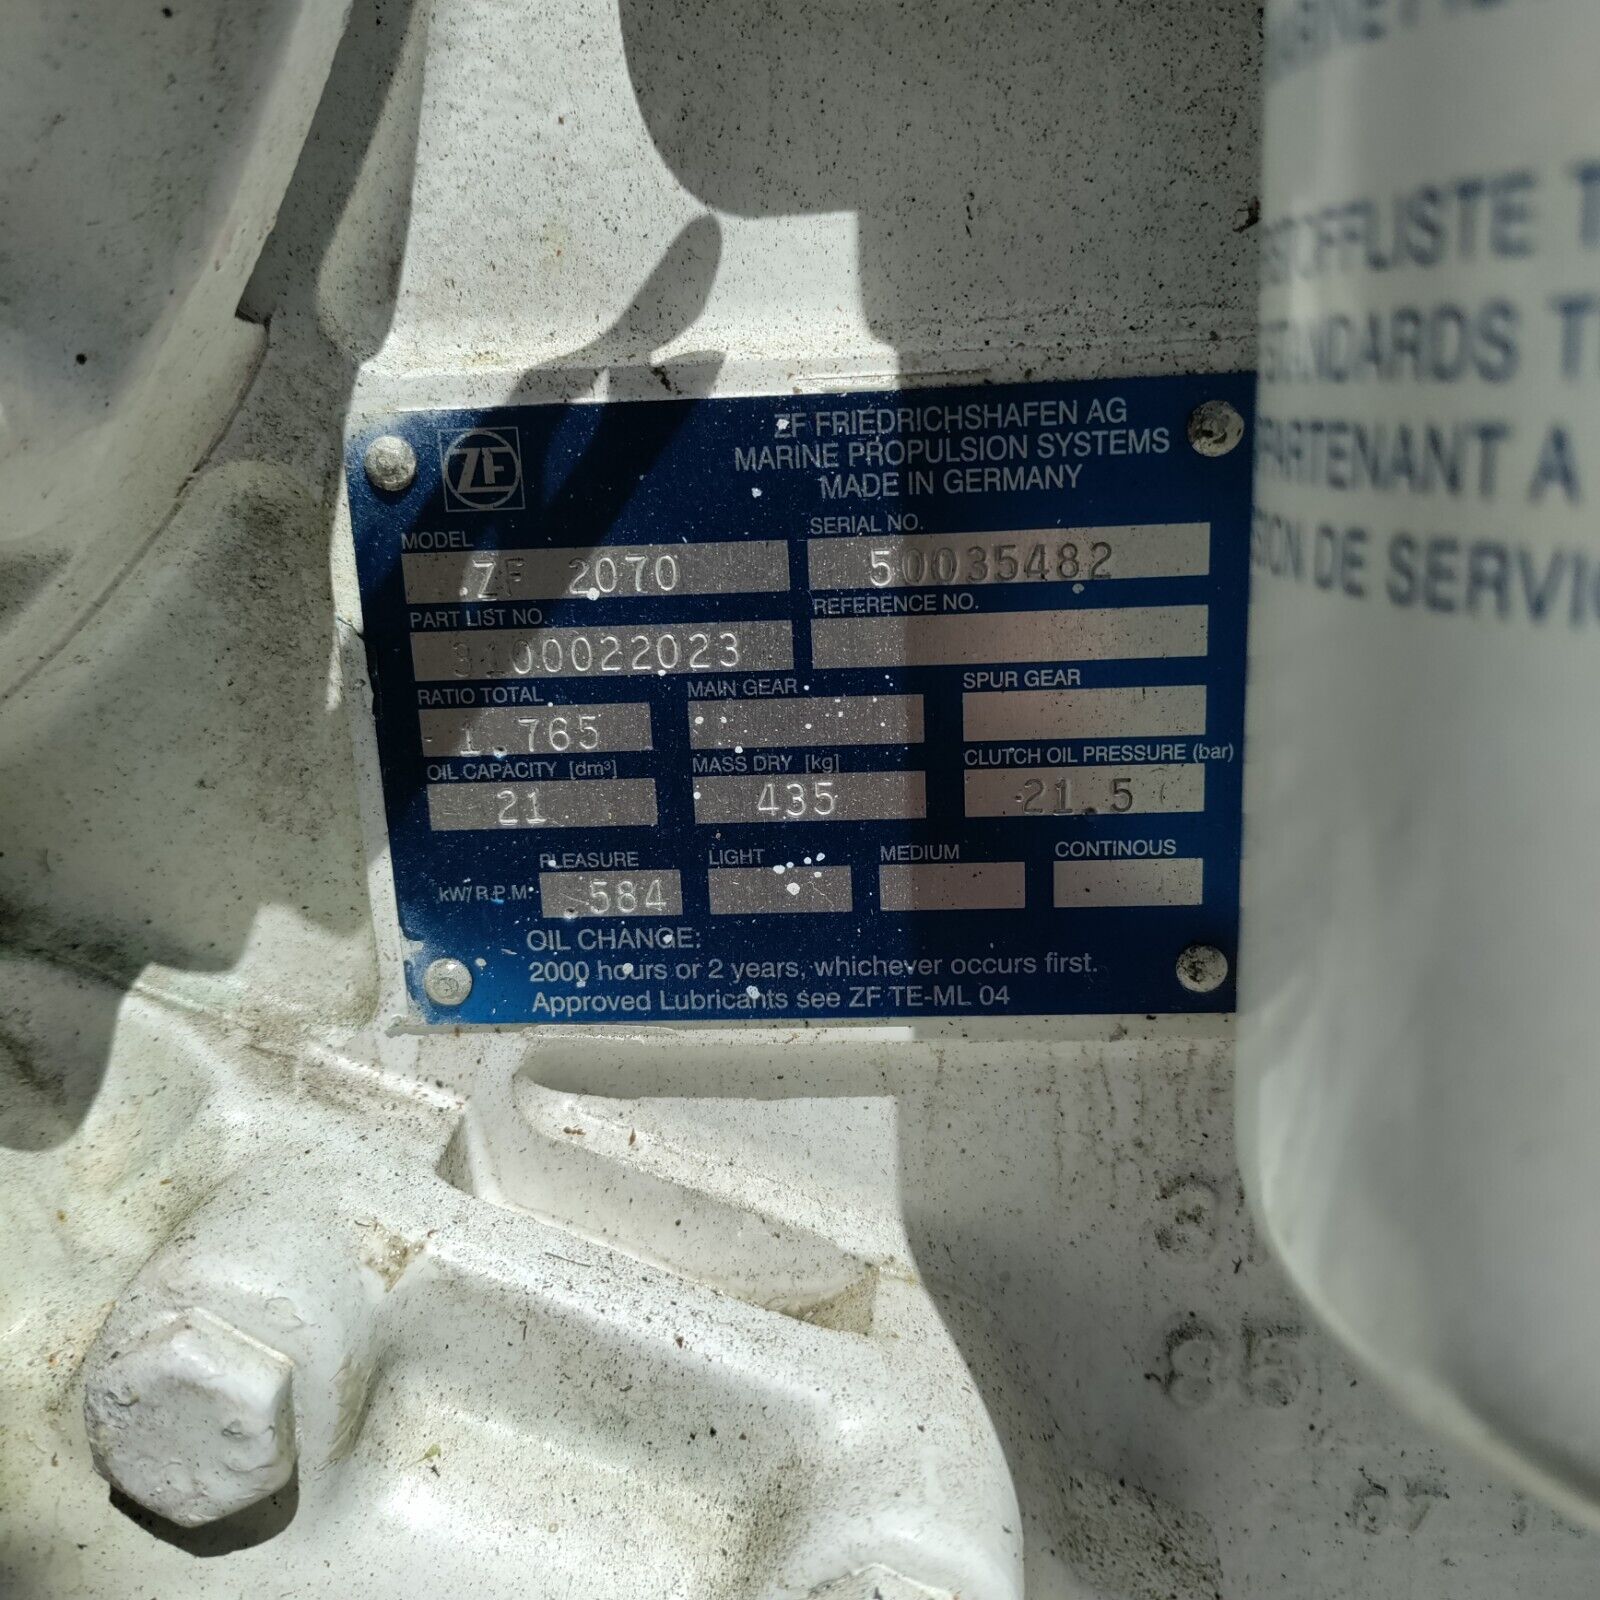 ZF
ZF FRIEDRICHSHAFEN AG
MARINE PROPULSION SYSTEMS
MADE IN GERMANY
MODEL SERIAL NO.
ZF 2070 50035482
PART LIST NO. REFERENCE NO.
3100022023
RATIO TOTAL MAIN GEAR SPUR GEAR
1.765
OIL CAPACITY [dm³] MASS DRY [kg] CLUTCH OIL PRESSURE (bar)
21 435 21.5
PLEASURE LIGHT MEDIUM CONTINOUS
kW/R.P.M. .584
OIL CHANGE:
2000 hours or 2 years, whichever occurs first.
Approved Lubricants see ZF TE-ML 04
STANDARDS
A
DE
85
67